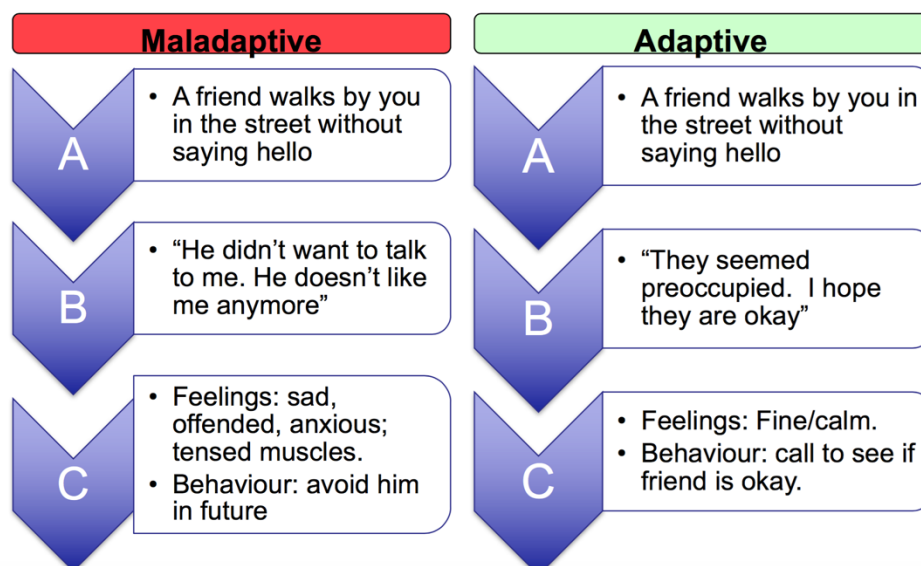 Maladaptive
A
• A friend walks by you
in the street without
saying hello
B
• “He didn’t want to talk
to me. He doesn’t like
me anymore”
C
• Feelings: sad,
offended, anxious;
tensed muscles.
• Behaviour: avoid him
in future
Adaptive
A
• A friend walks by you in
the street without
saying hello
B
• “They seemed
preoccupied.  I hope
they are okay”
C
• Feelings: Fine/calm.
• Behaviour: call to see if
friend is okay.